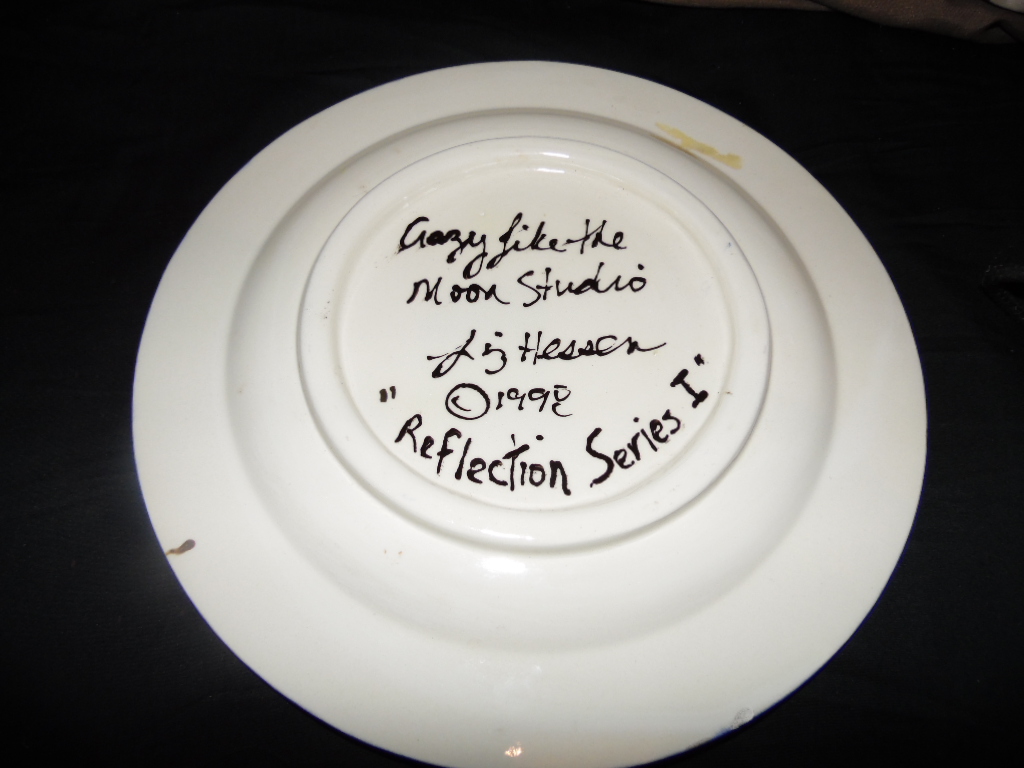 Crazy Like the
Moon Studio
Liz Hessen
©1998
"Reflection Series I"